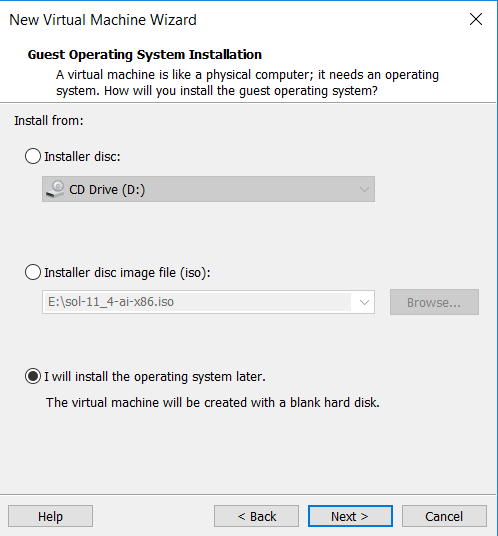 New Virtual Machine Wizard
Guest Operating System Installation
A virtual machine is like a physical computer; it needs an operating
system. How will you install the guest operating system?
Install from:
Installer disc:
CD Drive (D:)
Installer disc image file (iso):
E:\sol-11_4-ai-x86.iso
Browse...
I will install the operating system later.
The virtual machine will be created with a blank hard disk.
Help
< Back
Next >
Cancel